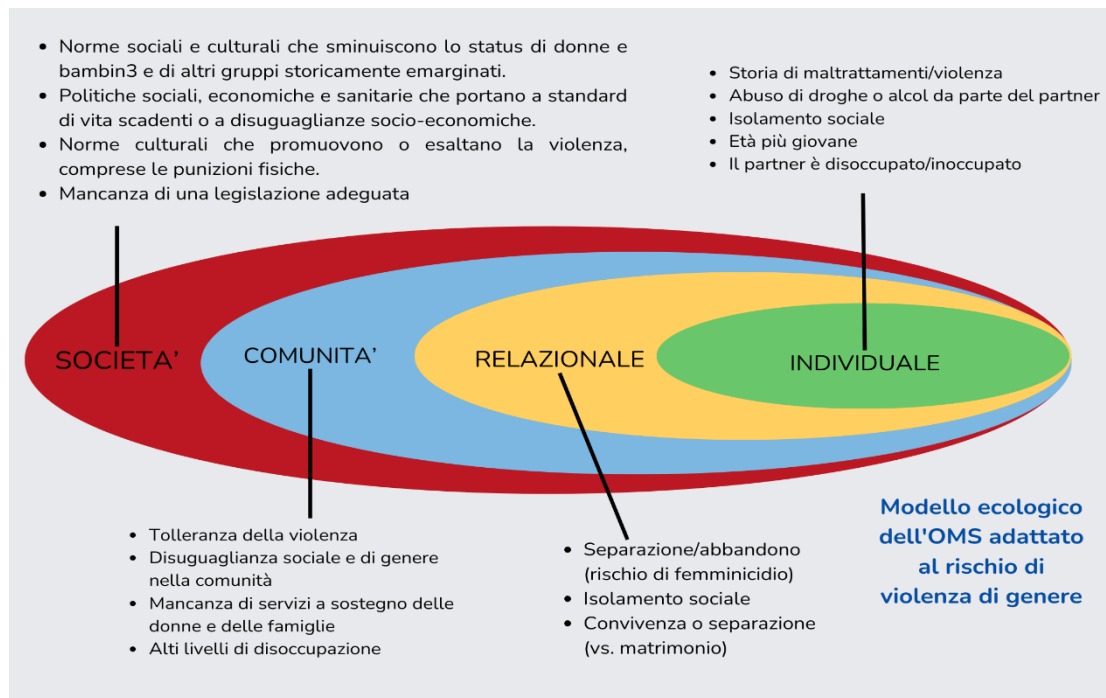 • Norme sociali e culturali che sminuiscono lo status di donne e
bambin3 e di altri gruppi storicamente emarginati.
• Politiche sociali, economiche e sanitarie che portano a standard
di vita scadenti o a disuguaglianze socio-economiche.
• Norme culturali che promuovono o esaltano la violenza,
comprese le punizioni fisiche.
• Mancanza di una legislazione adeguata
• Storia di maltrattamenti/violenza
• Abuso di droghe o alcol da parte del partner
• Isolamento sociale
• Età più giovane
• Il partner è disoccupato/inoccupato
SOCIETA’
COMUNITA’
RELAZIONALE
INDIVIDUALE
• Tolleranza della violenza
• Disuguaglianza sociale e di genere
nella comunità
• Mancanza di servizi a sostegno delle
donne e delle famiglie
• Alti livelli di disoccupazione
• Separazione/abbandono
(rischio di femminicidio)
• Isolamento sociale
• Convivenza o separazione
(vs. matrimonio)
Modello ecologico
dell'OMS adattato
al rischio di
violenza di genere